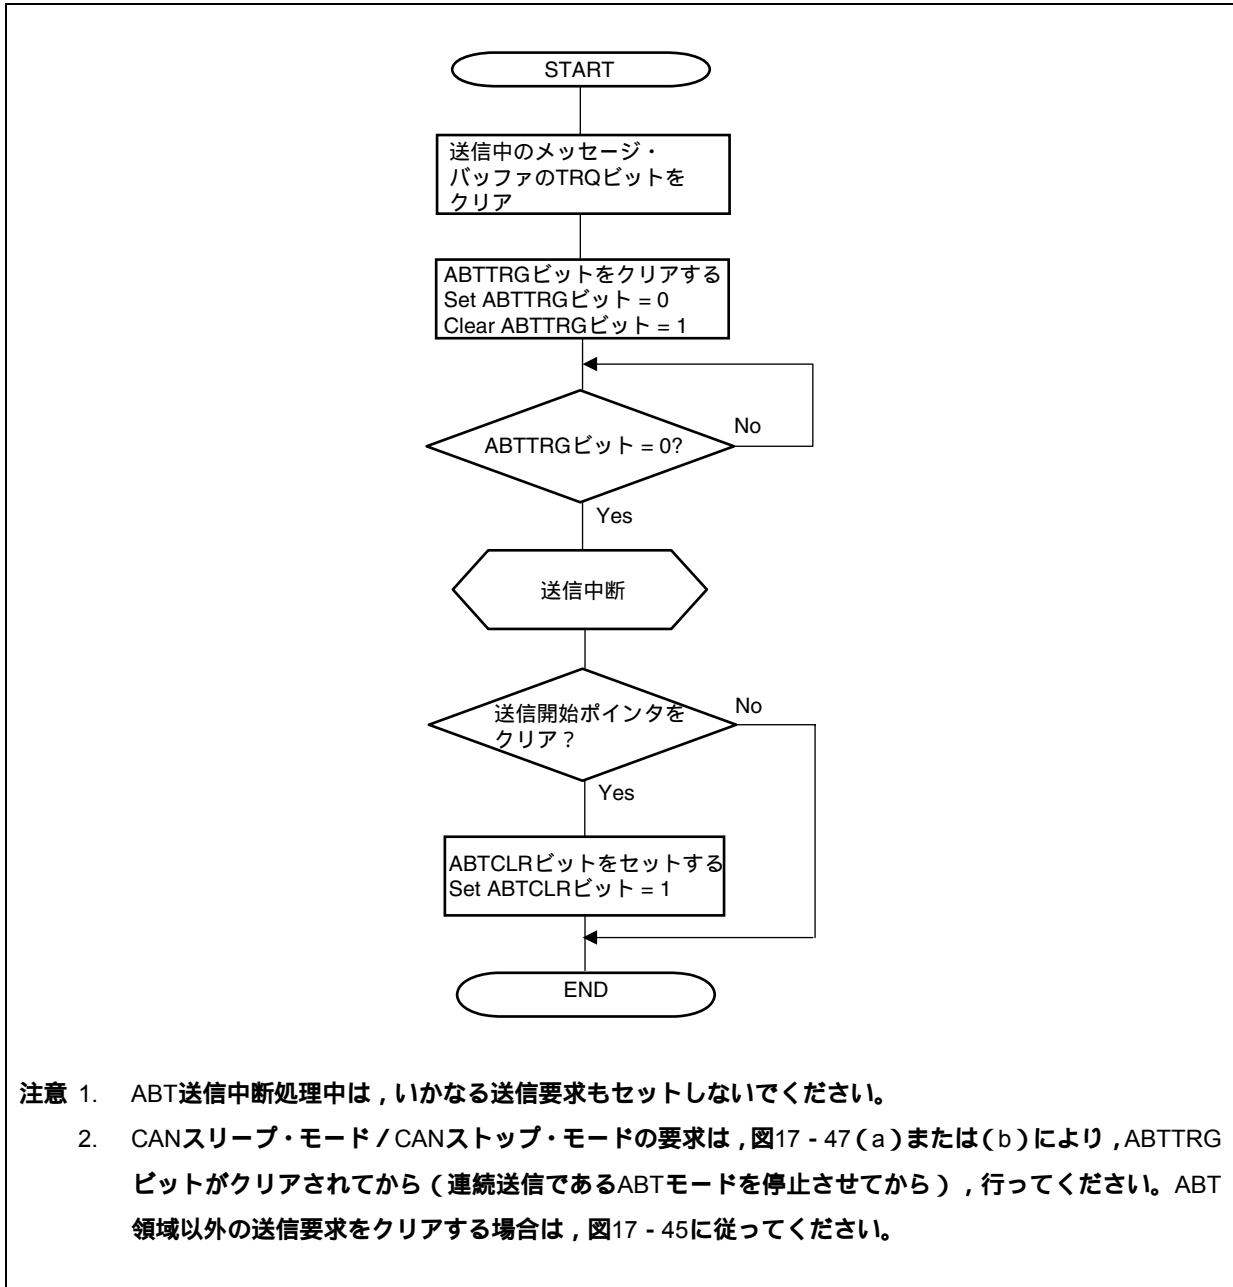 START
送信中のメッセージ・
バッファのTRQビットを
クリア
ABTTRGビットをクリアする
Set ABTTRGビット = 0
Clear ABTTRGビット = 1
ABTTRGビット = 0?
No
Yes
送信中断
送信開始ポインタを
クリア？
No
Yes
ABTCLRビットをセットする
Set ABTCLRビット = 1
END
注意 1. ABT送信中断処理中は，いかなる送信要求もセットしないでください。
2. CANスリープ・モード／CANストップ・モードの要求は，図17 - 47（a）または（b）により，ABTTRG
ビットがクリアされてから（連続送信であるABTモードを停止させてから），行ってください。ABT
領域以外の送信要求をクリアする場合は，図17 - 45に従ってください。